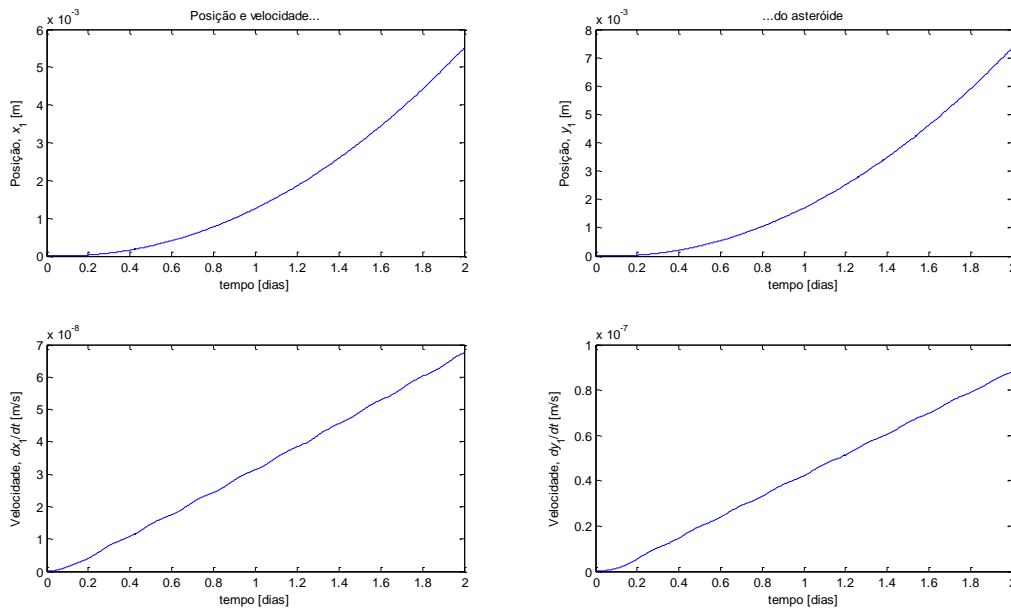 Posição e velocidade...
x 10⁻³
6
5
4
3
2
1
0
Posição, x₁ [m]
0 0.2 0.4 0.6 0.8 1 1.2 1.4 1.6 1.8 2
tempo [dias]
...do asteróide
x 10⁻³
8
7
6
5
4
3
2
1
0
Posição, y₁ [m]
0 0.2 0.4 0.6 0.8 1 1.2 1.4 1.6 1.8 2
tempo [dias]
x 10⁻⁸
7
6
5
4
3
2
1
0
Velocidade, dx₁/dt [m/s]
0 0.2 0.4 0.6 0.8 1 1.2 1.4 1.6 1.8 2
tempo [dias]
x 10⁻⁷
1
0.8
0.6
0.4
0.2
0
Velocidade, dy₁/dt [m/s]
0 0.2 0.4 0.6 0.8 1 1.2 1.4 1.6 1.8 2
tempo [dias]